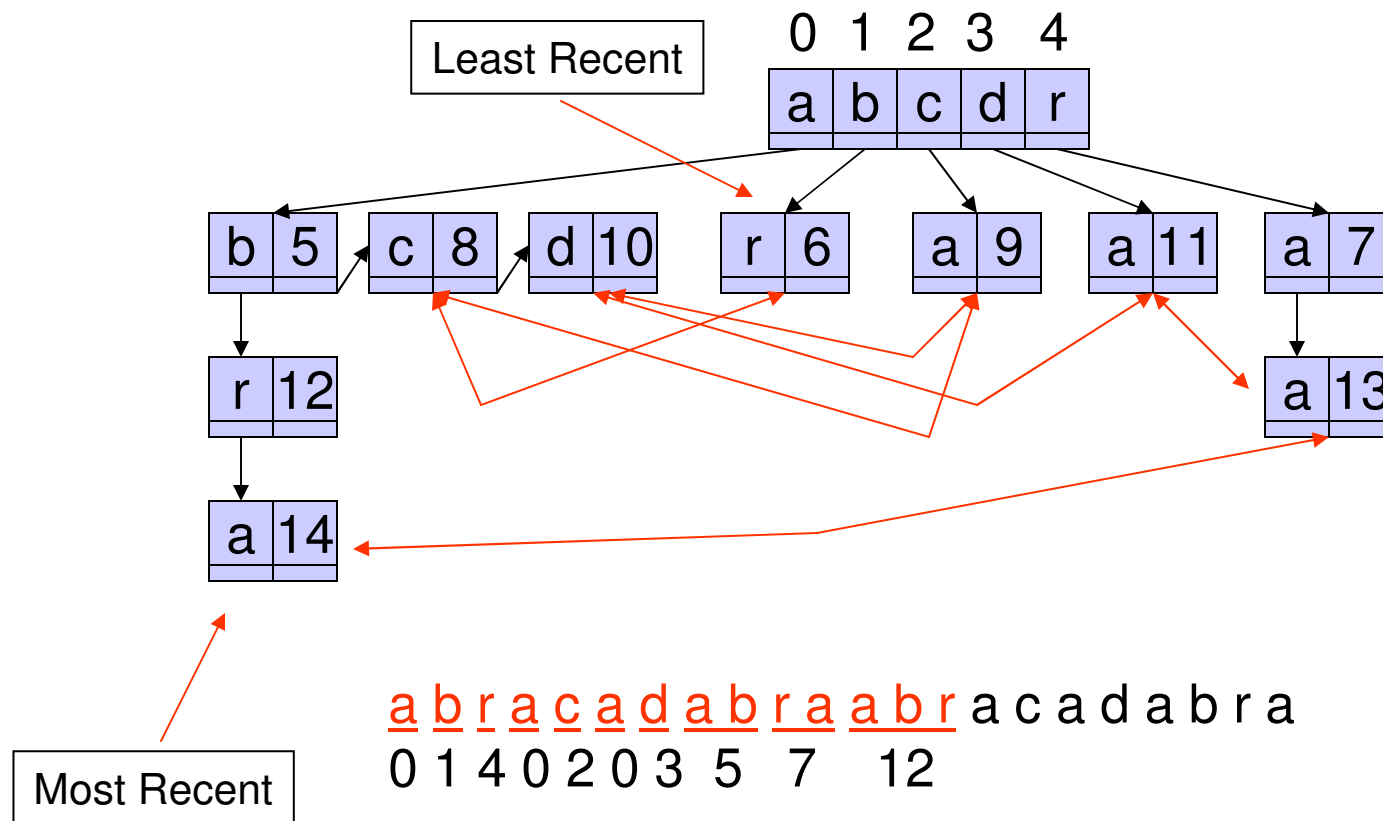 0 1 2 3 4
Least Recent
a b c d r
b 5 c 8 d 10 r 6 a 9 a 11 a 7
r 12 a 13
a 14
a b r a c a d a b r a a b r a c a d a b r a
0 1 4 0 2 0 3 5 7 12
Most Recent